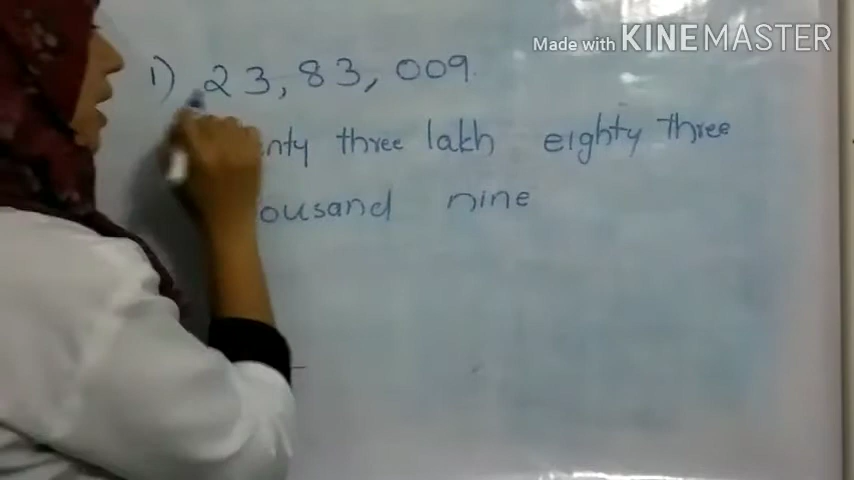 Made with KINEMASTER
1) 23, 83, 009.
three lakh eighty three
nine